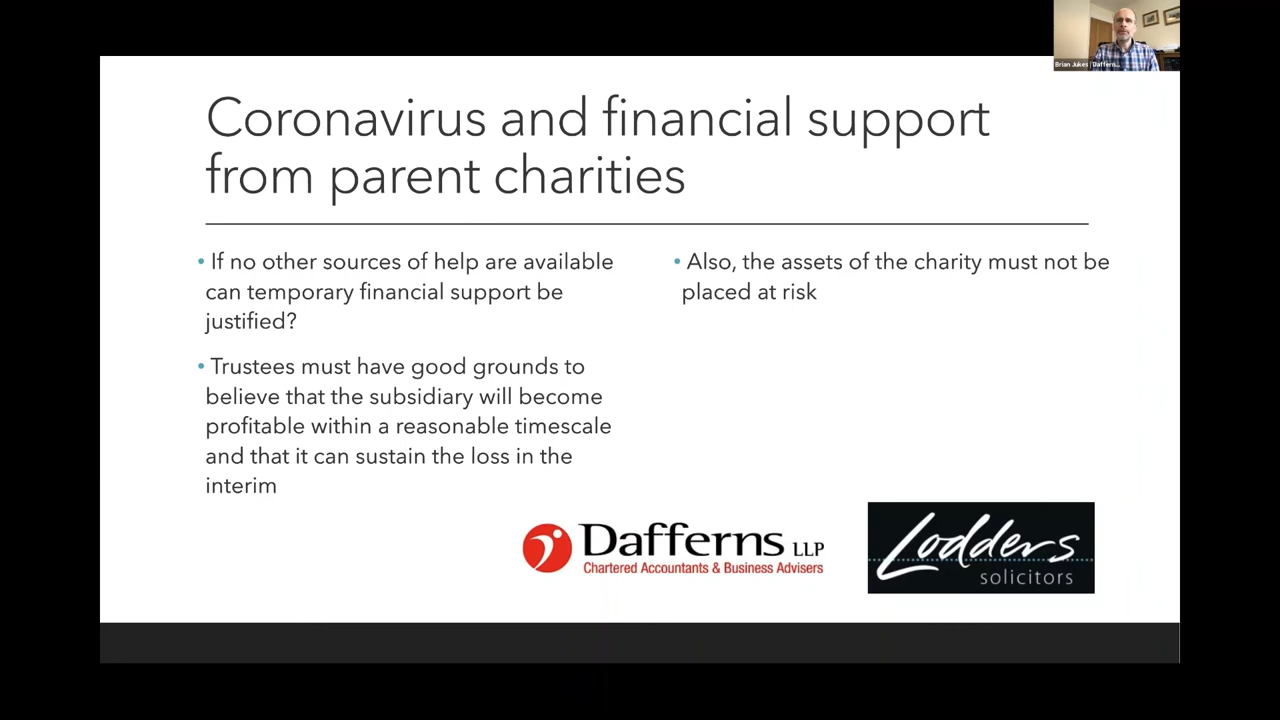 Coronavirus and financial support
from parent charities
• If no other sources of help are available
can temporary financial support be
justified?
• Trustees must have good grounds to
believe that the subsidiary will become
profitable within a reasonable timescale
and that it can sustain the loss in the
interim
• Also, the assets of the charity must not be
placed at risk
Dafferns LLP
Chartered Accountants & Business Advisers
Lodders
solicitors
Brian Jukes | Daffern...